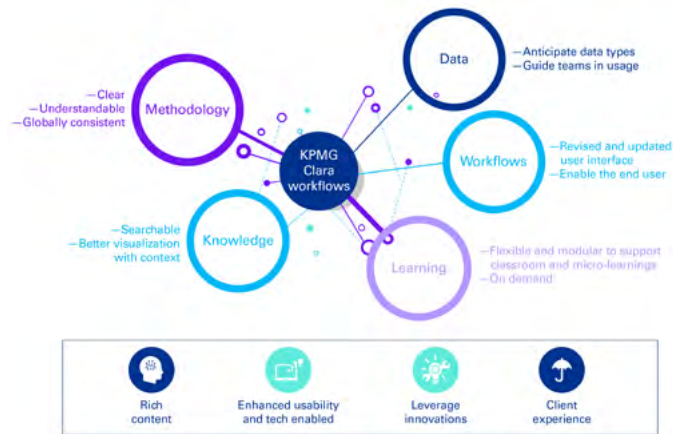 Methodology
—Clear
—Understandable
—Globally consistent
KPMG
Clara
workflows
Data
—Anticipate data types
—Guide teams in usage
Workflows
—Revised and updated
user interface
—Enable the end user
Knowledge
—Searchable
—Better visualization
with context
Learning
—Flexible and modular to support
classroom and micro-learnings
—On demand
Rich
content
Enhanced usability
and tech enabled
Leverage
innovations
Client
experience